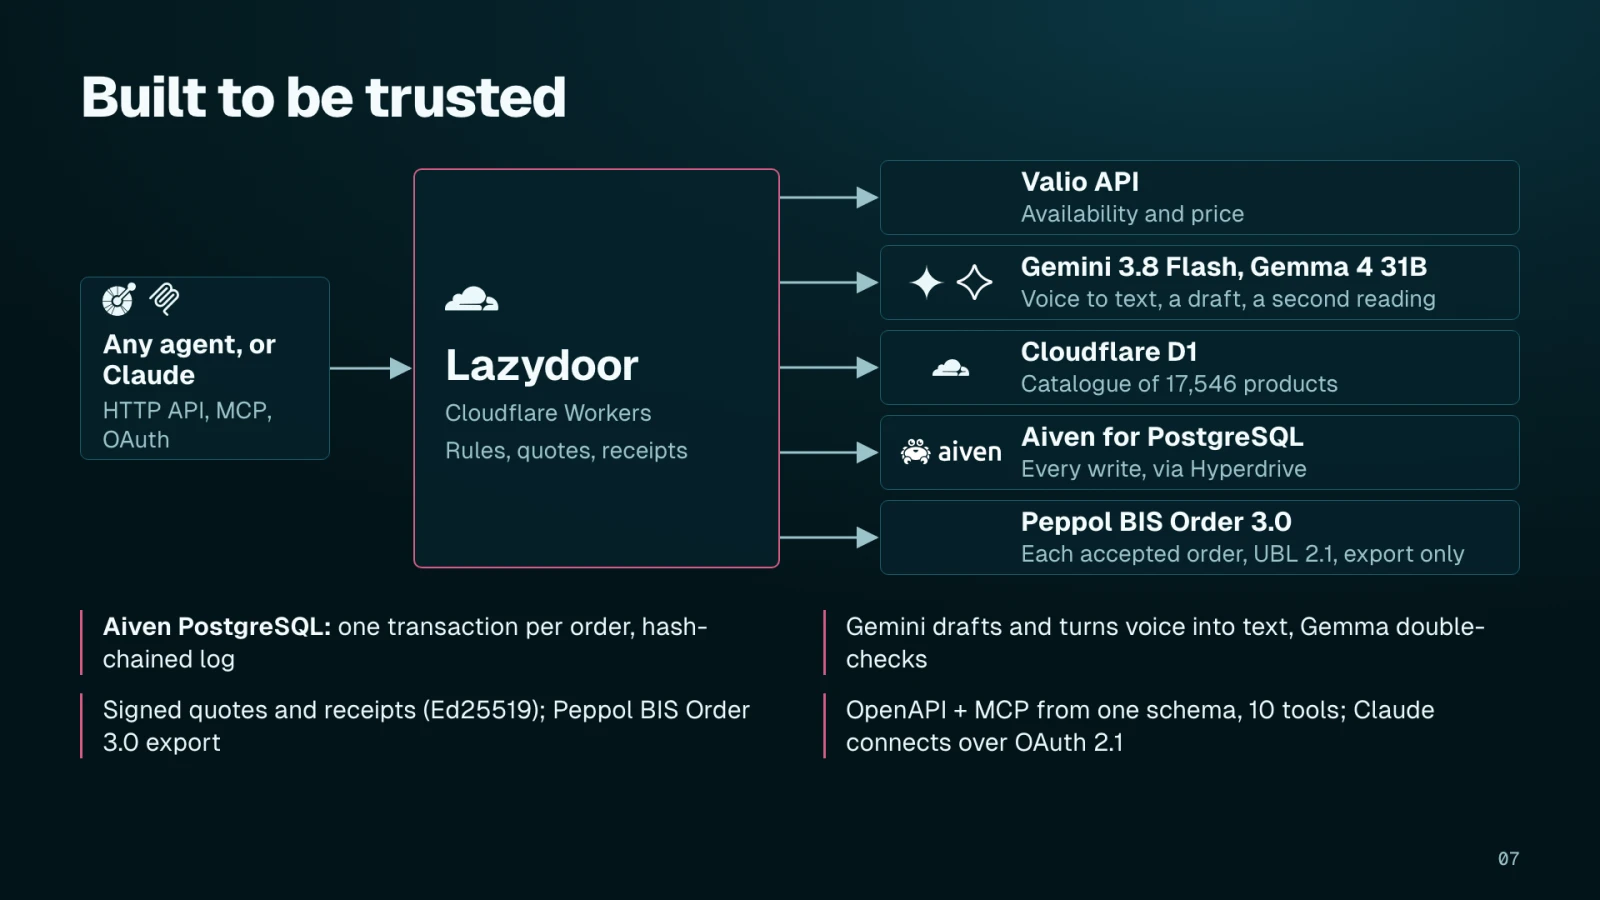 Built to be trusted
Any agent, or
Claude
HTTP API, MCP,
OAuth
Lazydoor
Cloudflare Workers
Rules, quotes, receipts
Valio API
Availability and price
Gemini 3.8 Flash, Gemma 4 31B
Voice to text, a draft, a second reading
Cloudflare D1
Catalogue of 17,546 products
aiven
Aiven for PostgreSQL
Every write, via Hyperdrive
Peppol BIS Order 3.0
Each accepted order, UBL 2.1, export only
Aiven PostgreSQL: one transaction per order, hash-
chained log
Signed quotes and receipts (Ed25519); Peppol BIS Order
3.0 export
Gemini drafts and turns voice into text, Gemma double-
checks
OpenAPI + MCP from one schema, 10 tools; Claude
connects over OAuth 2.1
07